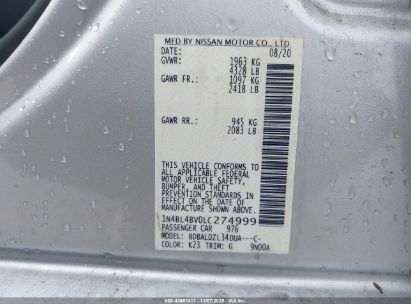 MFD BY NISSAN MOTOR CO., LTD.
DATE: 08/20
GVWR: 1963 KG
4328 LB
GAWR FR.: 1097 KG
2418 LB
GAWR RR.: 945 KG
2083 LB
THIS VEHICLE CONFORMS TO
ALL APPLICABLE FEDERAL
MOTOR VEHICLE SAFETY,
BUMPER, AND THEFT
PREVENTION STANDARDS IN
EFFECT ON THE DATE OF
MANUFACTURE SHOWN ABOVE.
1N4BL4BV0LC274999
PASSENGER CAR 976
MODEL: BDBALDZL34DUA---C-
COLOR: K23 TRIM: G 9N00A